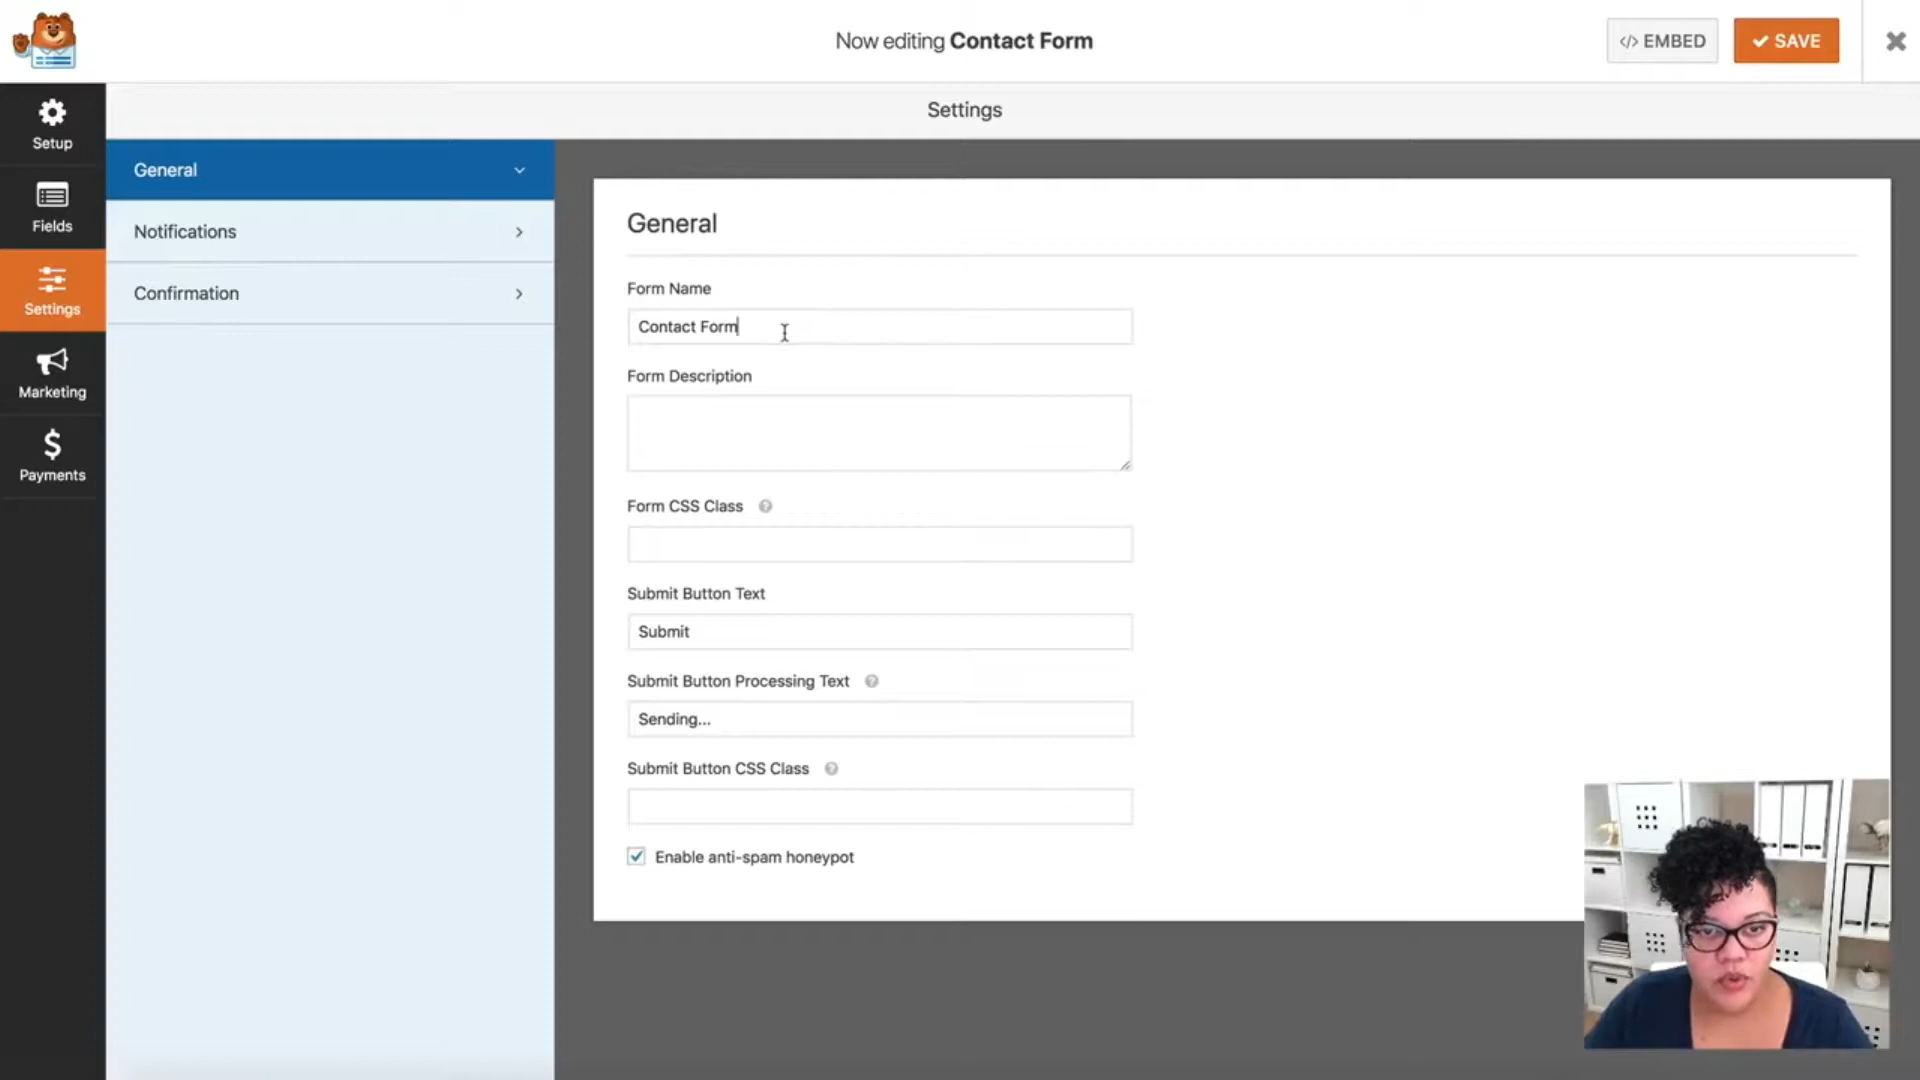 Now editing Contact Form
</> EMBED
SAVE
Setup
Fields
Settings
Marketing
Payments
Settings
General
Notifications
Confirmation
General
Form Name
Contact Form
Form Description
Form CSS Class
Submit Button Text
Submit
Submit Button Processing Text
Sending...
Submit Button CSS Class
Enable anti-spam honeypot